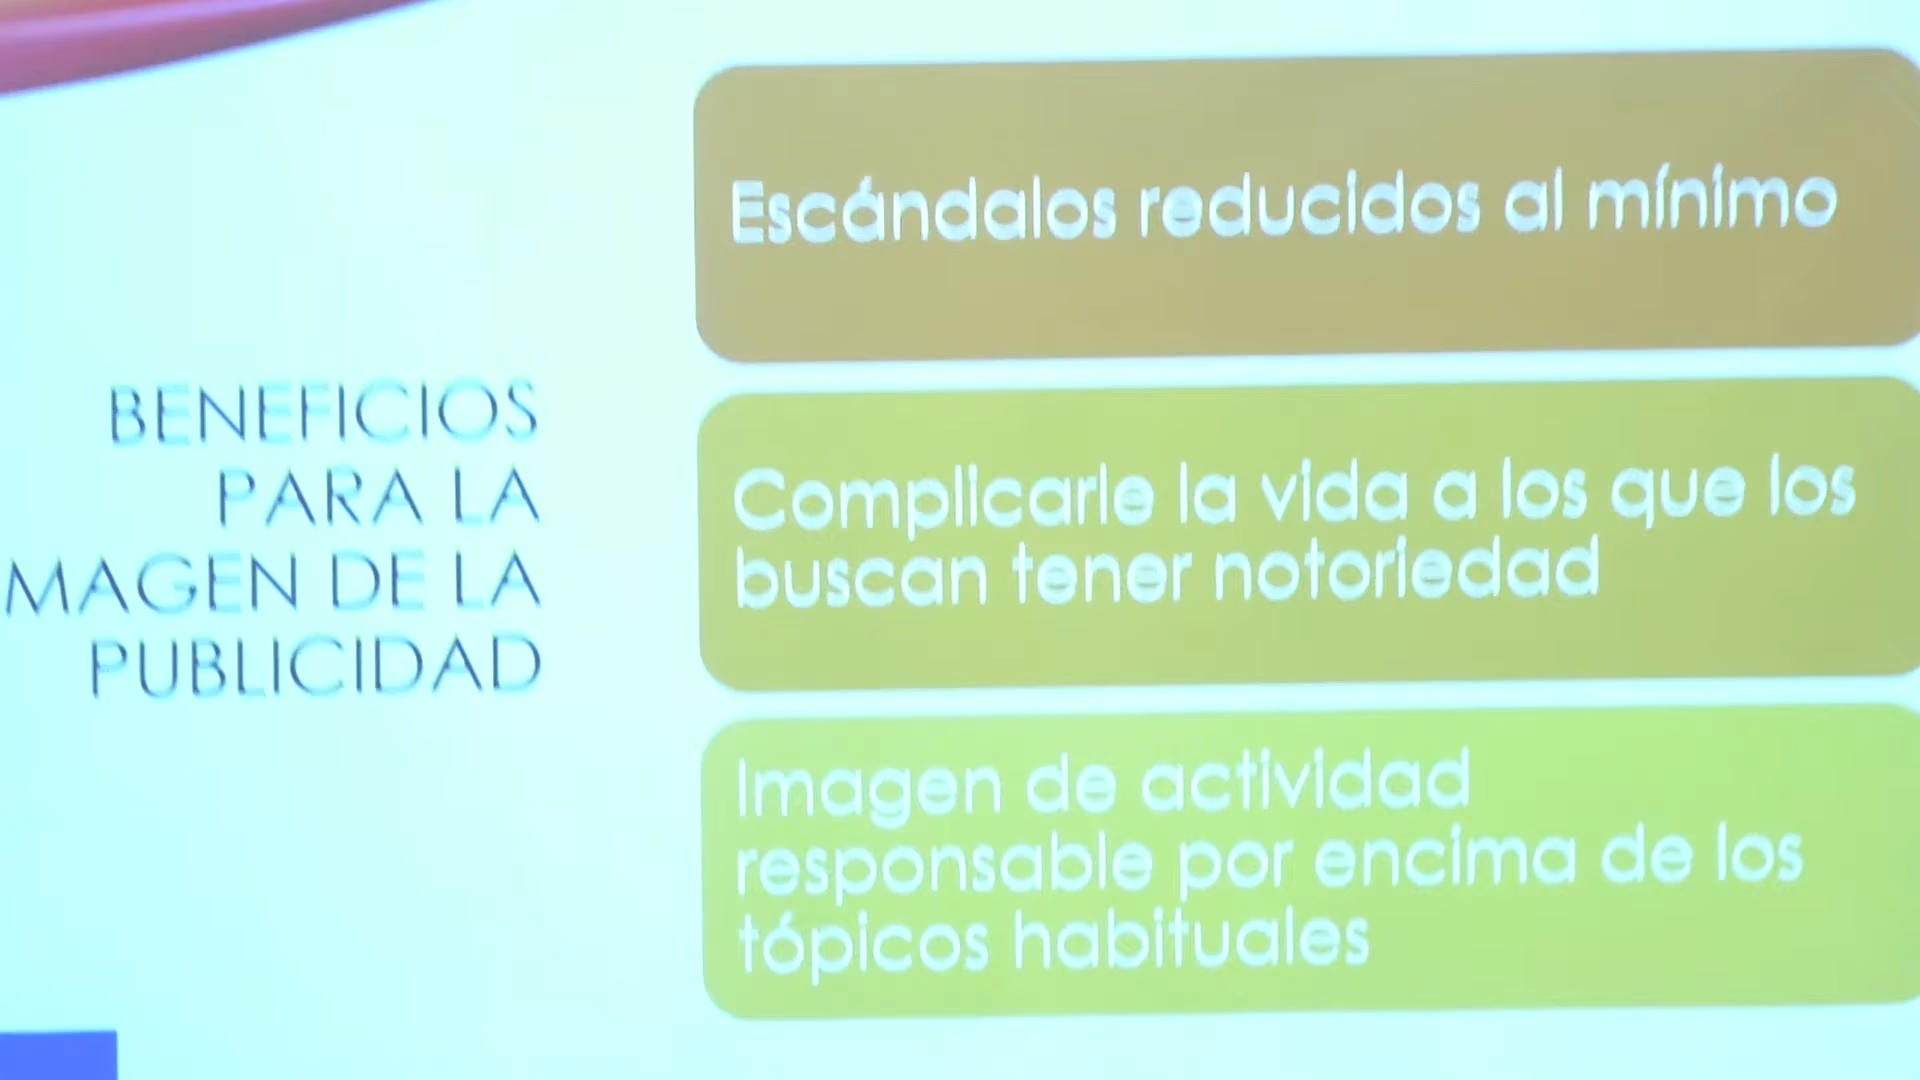 BENEFICIOS
PARA LA
MAGEN DE LA
PUBLICIDAD
Escándalos reducidos al mínimo
Complicarle la vida a los que los
buscan tener notoriedad
Imagen de actividad
responsable por encima de los
tópicos habituales